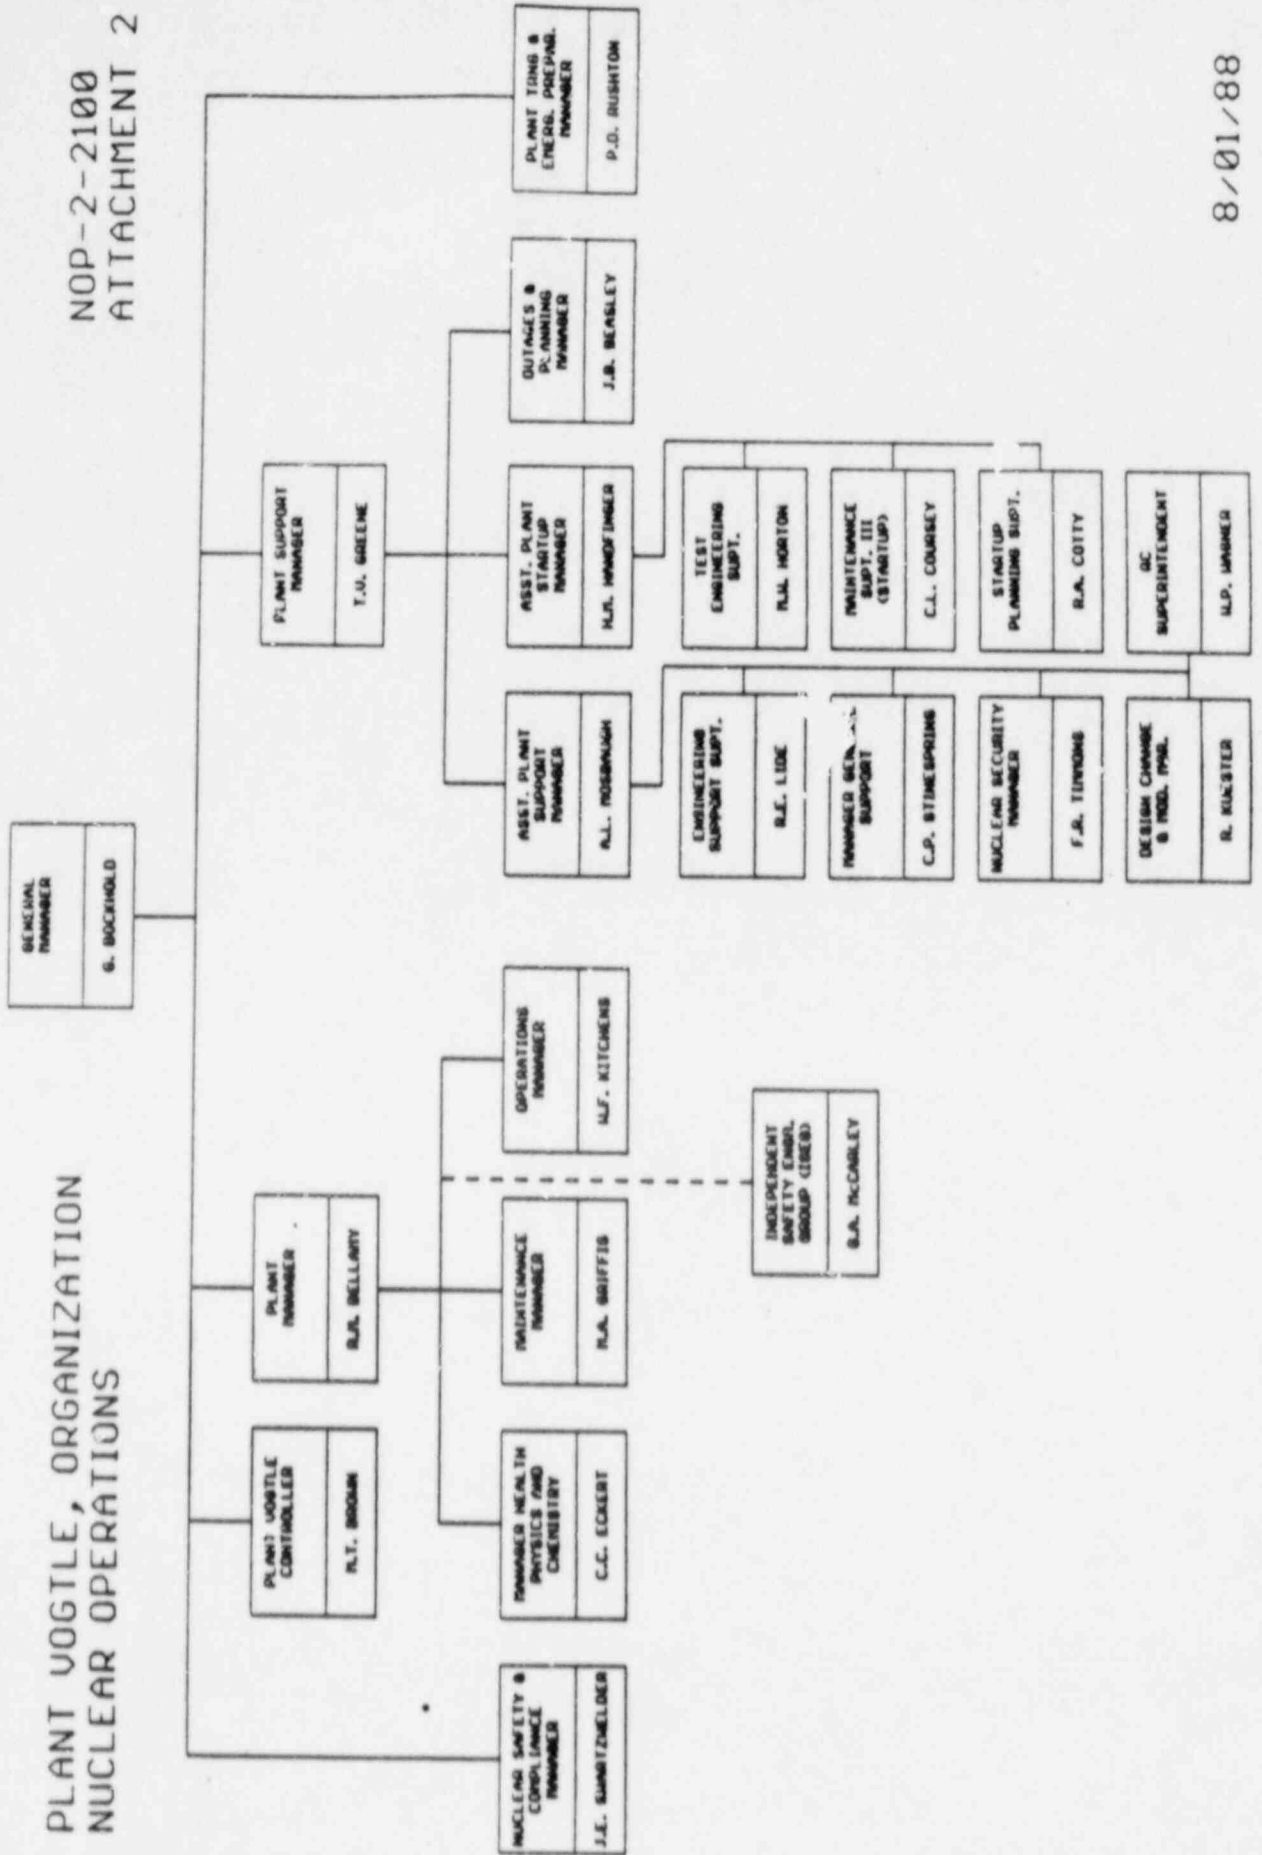 PLANT VOGTLE, ORGANIZATION
NUCLEAR OPERATIONS
NOP-2-2100
ATTACHMENT 2
GENERAL
MANAGER
G. BOCKHOLD
PLANT VOGTLE
CONTROLLER
M.T. BROWN
PLANT
MANAGER
R.M. BELLAMY
PLANT SUPPORT
MANAGER
T.V. GREENE
NUCLEAR SAFETY &
COMPLIANCE
MANAGER
J.E. SWARTZWELDER
MANAGER HEALTH
PHYSICS AND
CHEMISTRY
C.C. ECKERT
MAINTENANCE
MANAGER
M.A. GRIFFIS
OPERATIONS
MANAGER
W.F. KITCHENS
ASST. PLANT
SUPPORT
MANAGER
A.L. MOSBAUGH
ASST. PLANT
STARTUP
MANAGER
H.M. HANDFINGER
OUTAGES &
PLANNING
MANAGER
J.B. BEASLEY
PLANT TRNG &
EMERG. PREPAR.
MANAGER
P.D. RUSHTON
INDEPENDENT
SAFETY ENGR.
GROUP (ISEG)
McCARLEY
ENGINEERING
SUPPORT SUPT.
LIDE
TEST
ENGINEERING
SUPT.
M.W. HORTON
MANAGER
SUPPORT
C.P. STINESPRING
MAINTENANCE
SUPT. III
(STARTUP)
C.L. COURSEY
NUCLEAR SECURITY
MANAGER
F.R. TIMMONS
STARTUP
PLANNING SUPT.
R.A. COTTY
DESIGN CHANGE
& MOD. MGR.
R. KUESTER
QC
SUPERINTENDENT
W.P. WAGNER
8/01/88